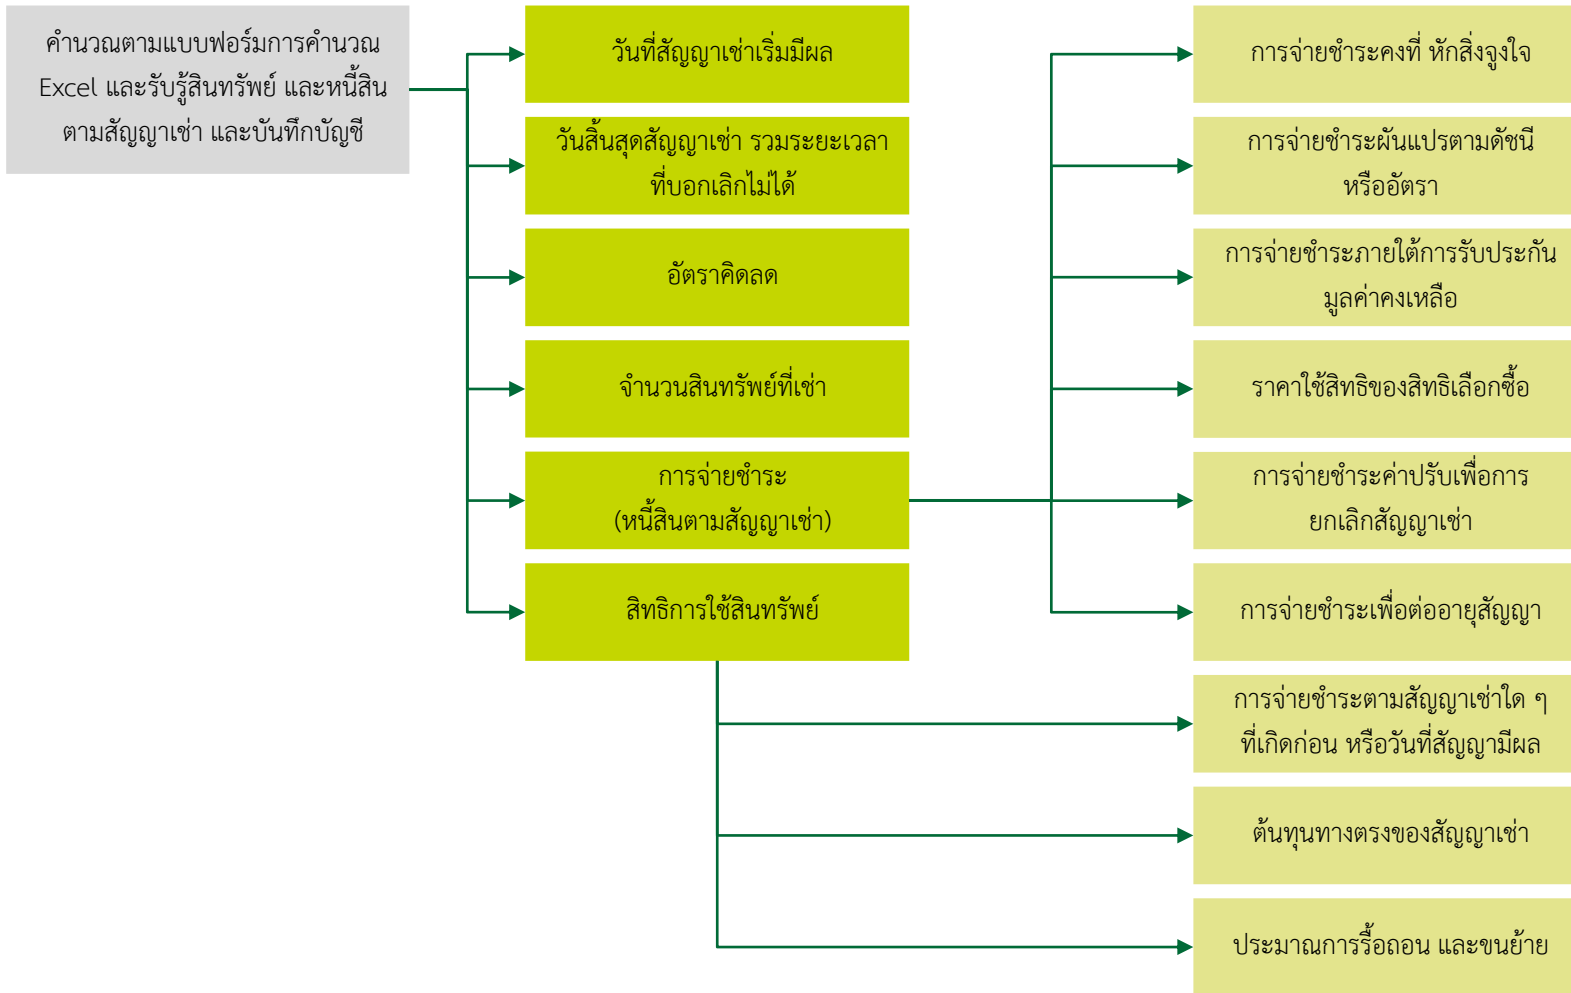 คำนวณตามแบบฟอร์มการคำนวณ
Excel และรับรู้สินทรัพย์ และหนี้สิน
ตามสัญญาเช่า และบันทึกบัญชี
วันที่สัญญาเช่าเริ่มมีผล
วันสิ้นสุดสัญญาเช่า รวมระยะเวลา
ที่บอกเลิกไม่ได้
อัตราคิดลด
จำนวนสินทรัพย์ที่เช่า
การจ่ายชำระ
(หนี้สินตามสัญญาเช่า)
สิทธิการใช้สินทรัพย์
การจ่ายชำระคงที่ หักสิ่งจูงใจ
การจ่ายชำระผันแปรตามดัชนี
หรืออัตรา
การจ่ายชำระภายใต้การรับประกัน
มูลค่าคงเหลือ
ราคาใช้สิทธิของสิทธิเลือกซื้อ
การจ่ายชำระค่าปรับเพื่อการ
ยกเลิกสัญญาเช่า
การจ่ายชำระเพื่อต่ออายุสัญญา
การจ่ายชำระตามสัญญาเช่าใด ๆ
ที่เกิดก่อน หรือวันที่สัญญามีผล
ต้นทุนทางตรงของสัญญาเช่า
ประมาณการรื้อถอน และขนย้าย